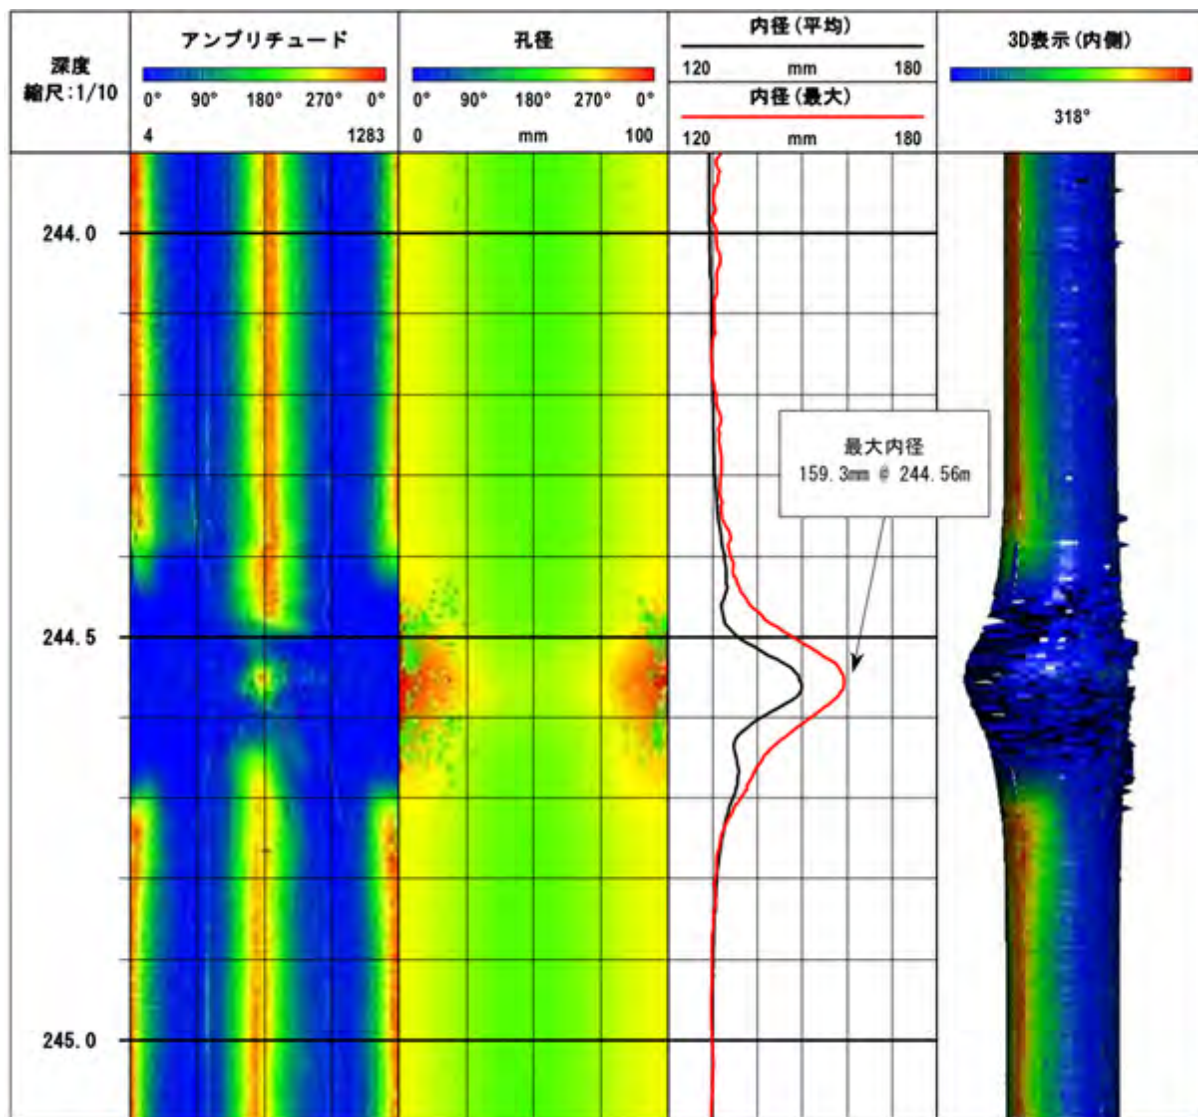 深度
縮尺:1/10
アンプリチュード
0° 90° 180° 270° 0°
4 1283
孔径
0° 90° 180° 270° 0°
0 mm 100
内径(平均)
120 mm 180
内径(最大)
120 mm 180
3D表示(内側)
318°
244.0
最大内径
159.3mm @ 244.56m
244.5
245.0